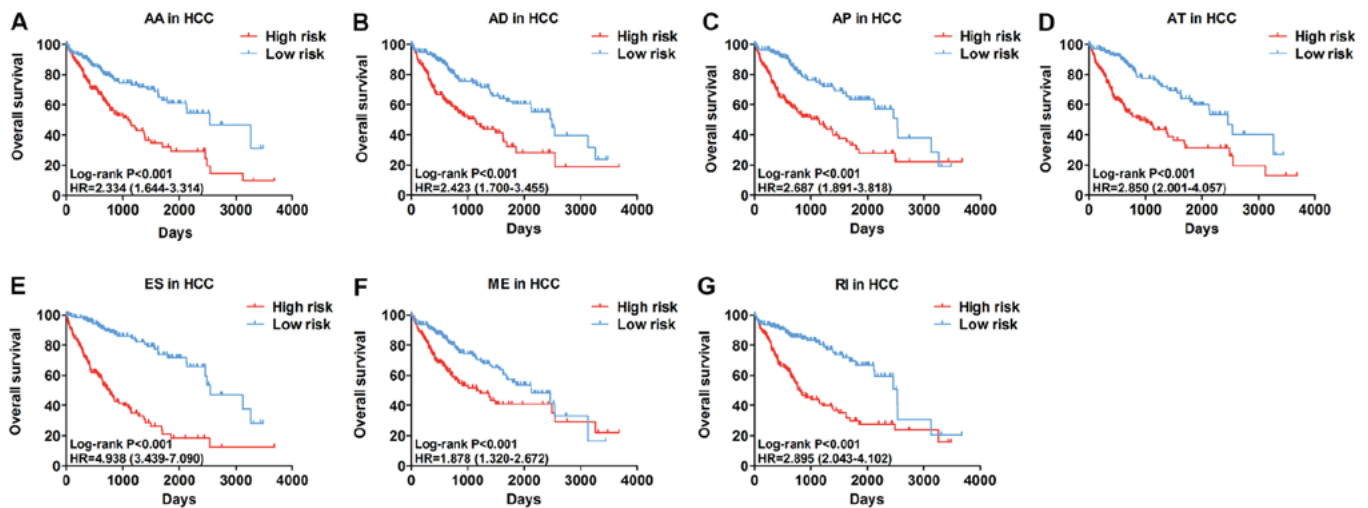 A
AA in HCC
High risk
Low risk
Overall survival
100
80
60
40
20
0
Log-rank P<0.001
HR=2.334 (1.644-3.314)
0 1000 2000 3000 4000
Days
B
AD in HCC
High risk
Low risk
Overall survival
100
80
60
40
20
0
Log-rank P<0.001
HR=2.423 (1.700-3.455)
0 1000 2000 3000 4000
Days
C
AP in HCC
High risk
Low risk
Overall survival
100
80
60
40
20
0
Log-rank P<0.001
HR=2.687 (1.891-3.818)
0 1000 2000 3000 4000
Days
D
AT in HCC
High risk
Low risk
Overall survival
100
80
60
40
20
0
Log-rank P<0.001
HR=2.850 (2.001-4.057)
0 1000 2000 3000 4000
Days
E
ES in HCC
High risk
Low risk
Overall survival
100
80
60
40
20
0
Log-rank P<0.001
HR=4.938 (3.439-7.090)
0 1000 2000 3000 4000
Days
F
ME in HCC
High risk
Low risk
Overall survival
100
80
60
40
20
0
Log-rank P<0.001
HR=1.878 (1.320-2.672)
0 1000 2000 3000 4000
Days
G
RI in HCC
High risk
Low risk
Overall survival
100
80
60
40
20
0
Log-rank P<0.001
HR=2.895 (2.043-4.102)
0 1000 2000 3000 4000
Days